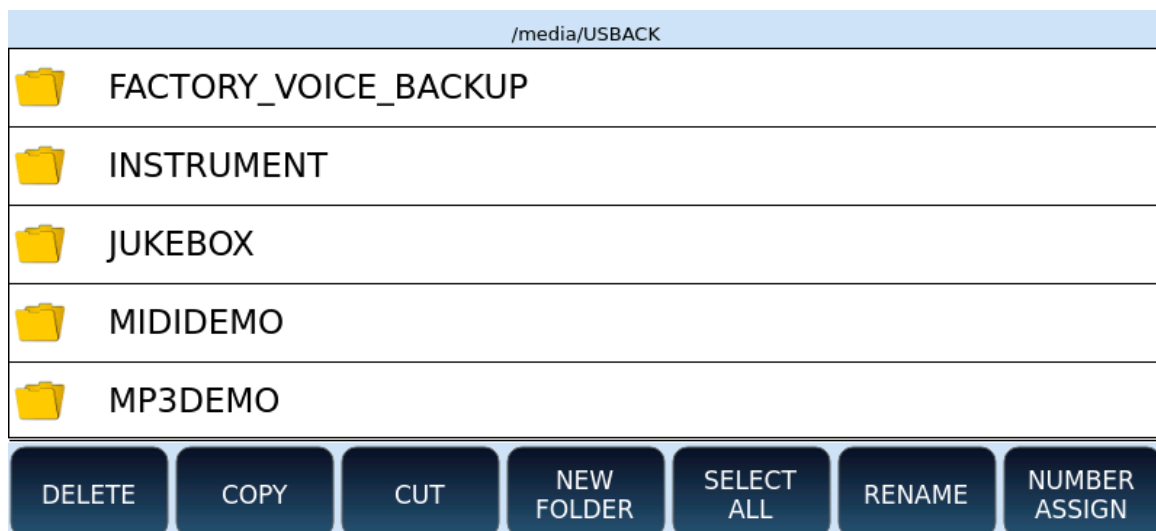 /media/USBACK
FACTORY_VOICE_BACKUP
INSTRUMENT
JUKEBOX
MIDIDEMO
MP3DEMO
DELETE
COPY
CUT
NEW
FOLDER
SELECT
ALL
RENAME
NUMBER
ASSIGN